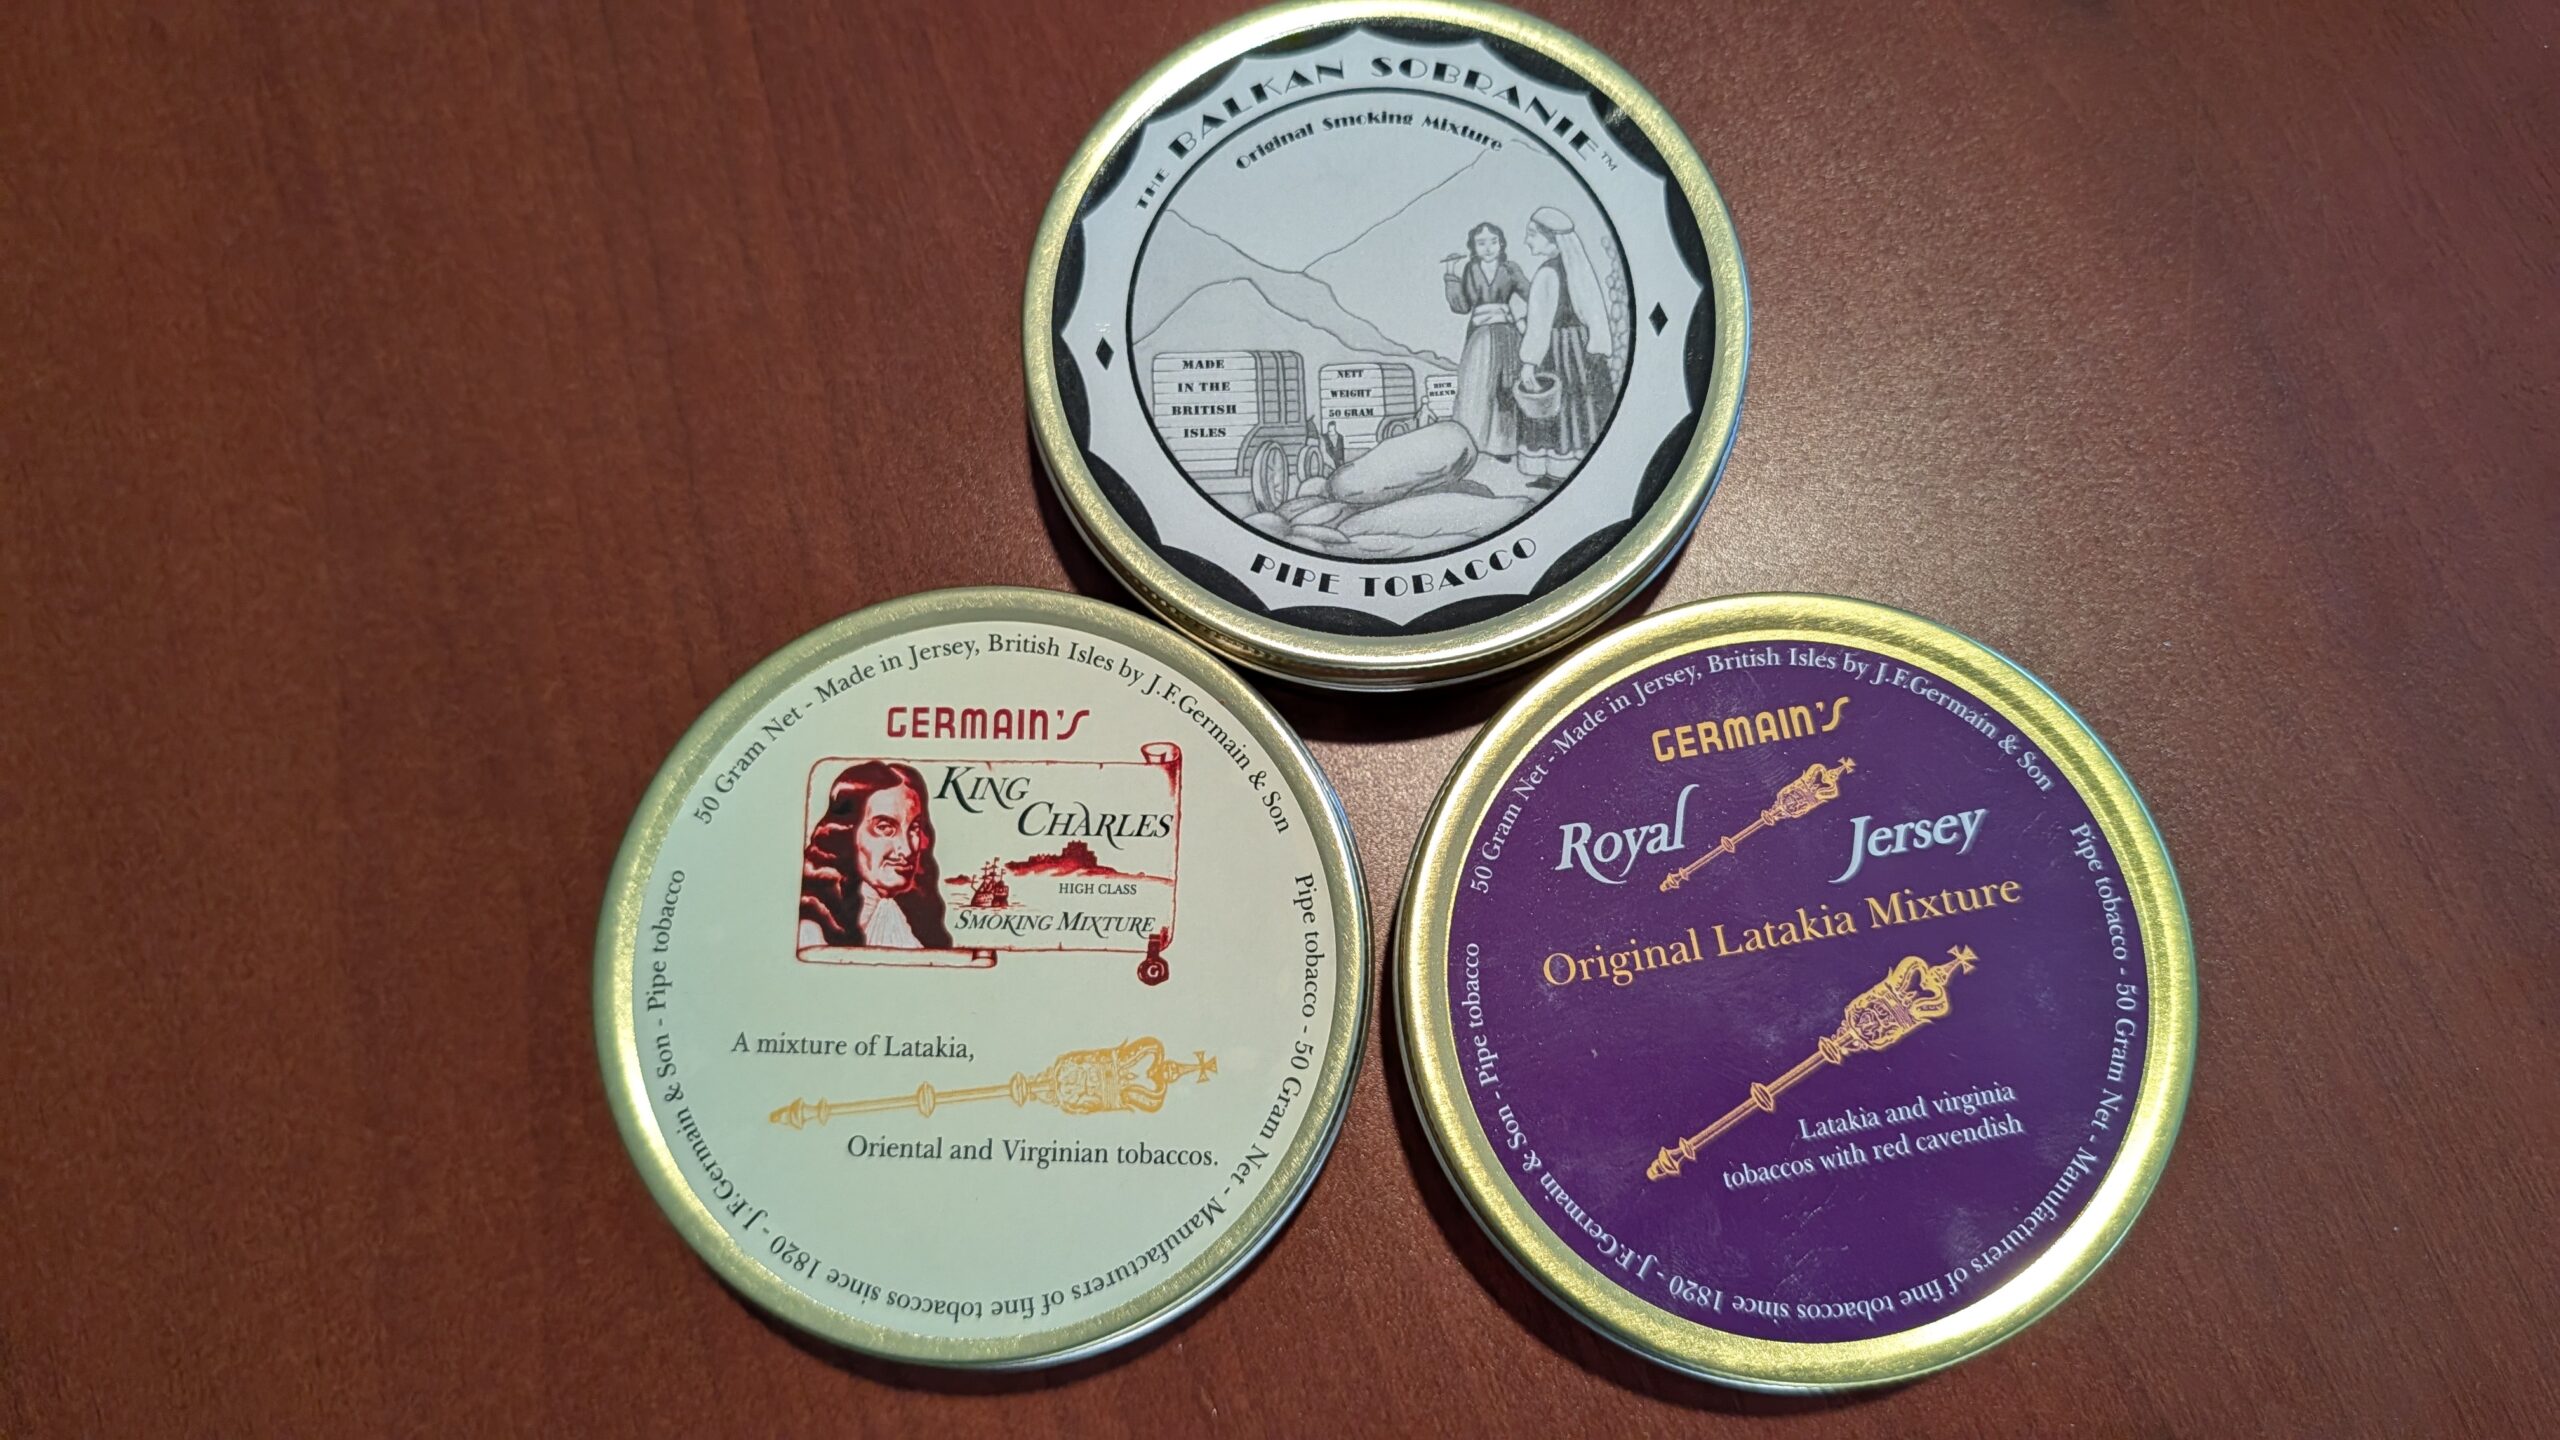 THE BALKAN SOBRANIE™
Original Smoking Mixture
MADE
IN THE
BRITISH
ISLES
NETT
WEIGHT
50 GRAM
RICH
BLEND
PIPE TOBACCO
50 Gram Net - Made in Jersey, British Isles by J.F.Germain & Son
Pipe tobacco - 50 Gram Net - Manufacturers of fine tobaccos since 1820 - J.F.Germain & Son - Pipe tobacco
GERMAIN'S
KING
CHARLES
HIGH CLASS
SMOKING MIXTURE
G
A mixture of Latakia,
Oriental and Virginian tobaccos.
50 Gram Net - Made in Jersey, British Isles by J.F.Germain & Son
Pipe tobacco - 50 Gram Net - Manufacturers of fine tobaccos since 1820 - J.F.Germain & Son - Pipe tobacco
GERMAIN'S
Royal Jersey
Original Latakia Mixture
Latakia and virginia
tobaccos with red cavendish